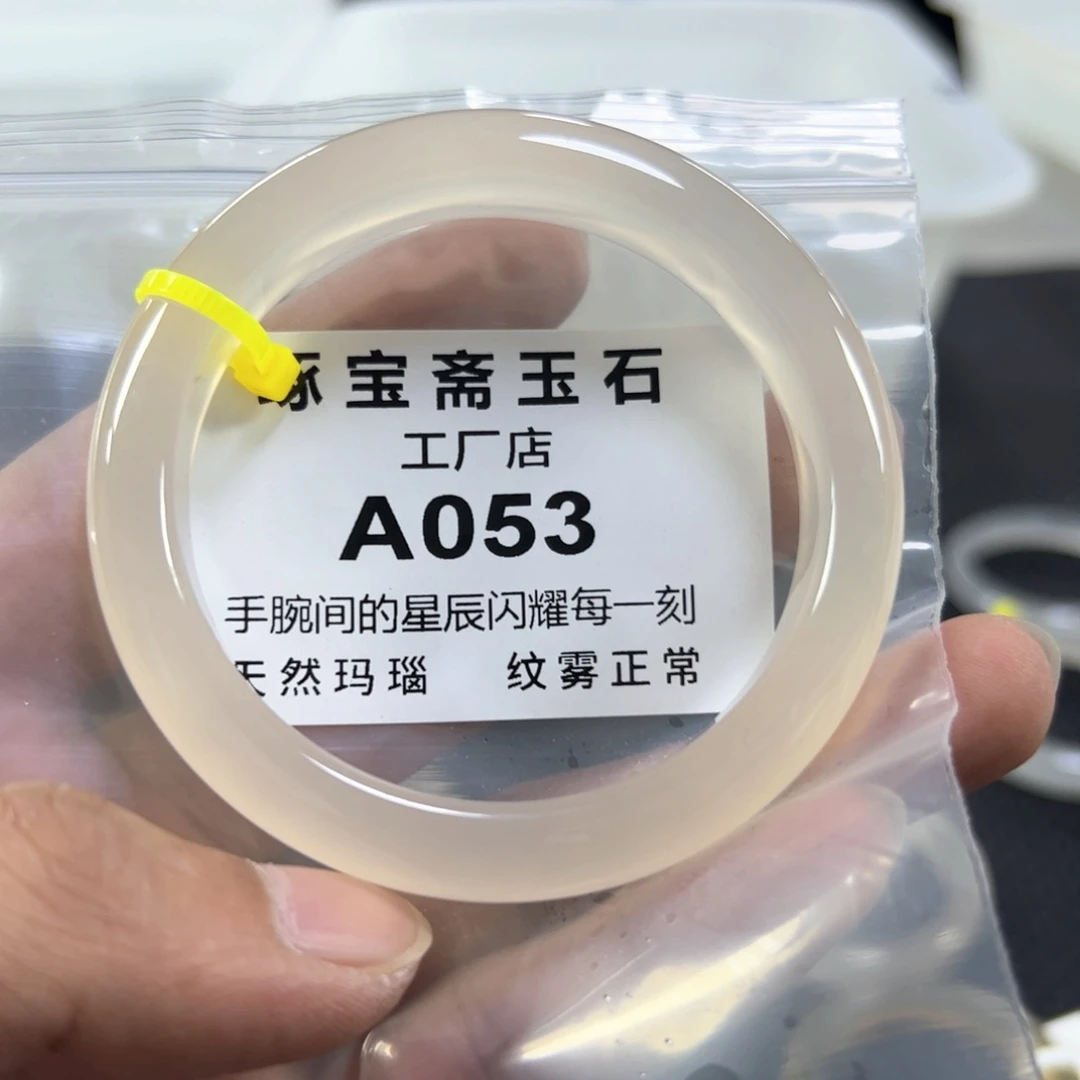 琢宝斋玉石
工厂店
A053
手腕间的星辰闪耀每一刻
天然玛瑙 纹雾正常